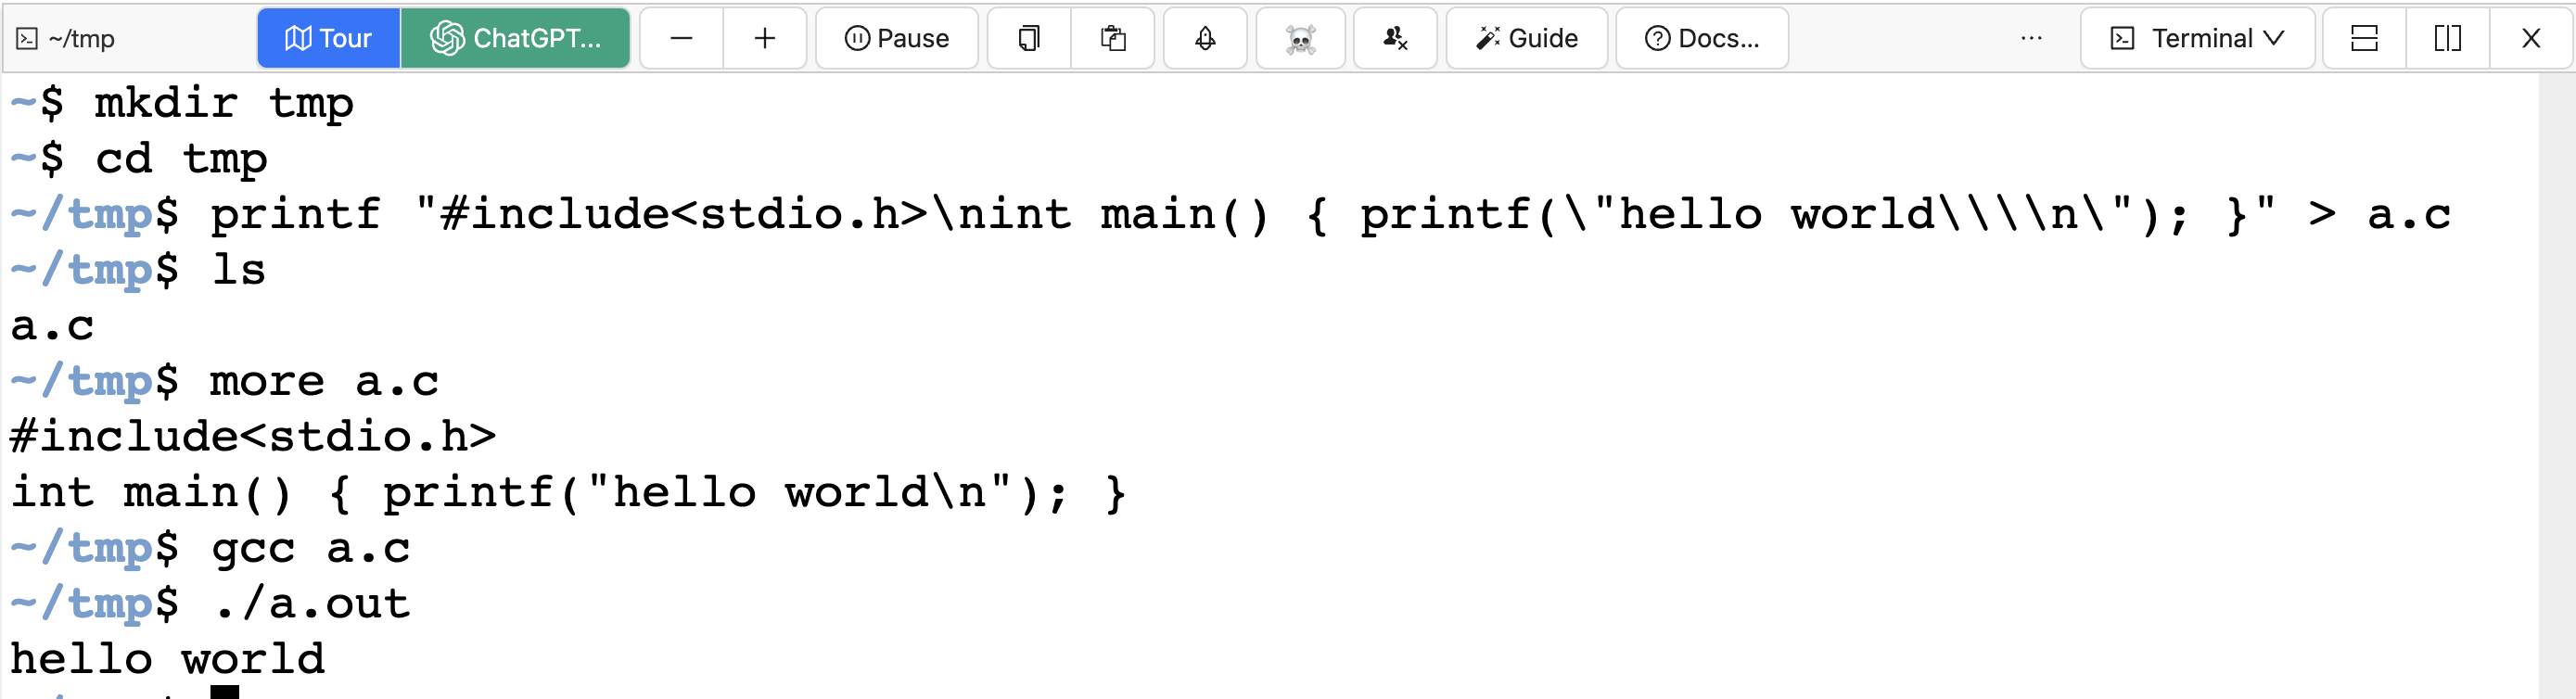 ~/tmp Tour ChatGPT... Pause Guide Docs... ... Terminal
~$ mkdir tmp
~$ cd tmp
~/tmp$ printf "#include<stdio.h>\nint main() { printf(\"hello world\\\\n\"); }" > a.c
~/tmp$ ls
a.c
~/tmp$ more a.c
#include<stdio.h>
int main() { printf("hello world\n"); }
~/tmp$ gcc a.c
~/tmp$ ./a.out
hello world